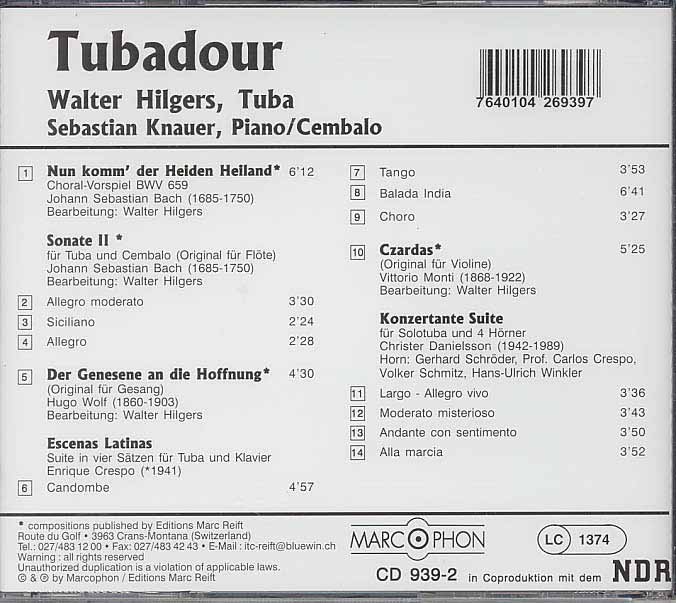 Tubadour
Walter Hilgers, Tuba
Sebastian Knauer, Piano/Cembalo
7640104 269397
1 Nun komm' der Heiden Heiland* 6'12
Choral-Vorspiel BWV 659
Johann Sebastian Bach (1685-1750)
Bearbeitung: Walter Hilgers
Sonate II *
für Tuba und Cembalo (Original für Flöte)
Johann Sebastian Bach (1685-1750)
Bearbeitung: Walter Hilgers
2 Allegro moderato 3'30
3 Siciliano 2'24
4 Allegro 2'28
5 Der Genesene an die Hoffnung* 4'30
(Original für Gesang)
Hugo Wolf (1860-1903)
Bearbeitung: Walter Hilgers
Escenas Latinas
Suite in vier Sätzen für Tuba und Klavier
Enrique Crespo (*1941)
6 Candombe 4'57
7 Tango 3'53
8 Balada India 6'41
9 Choro 3'27
10 Czardas* 5'25
(Original für Violine)
Vittorio Monti (1868-1922)
Bearbeitung: Walter Hilgers
Konzertante Suite
für Solotuba und 4 Hörner
Christer Danielsson (1942-1989)
Horn: Gerhard Schröder, Prof. Carlos Crespo,
Volker Schmitz, Hans-Ulrich Winkler
11 Largo - Allegro vivo 3'36
12 Moderato misterioso 3'43
13 Andante con sentimento 3'50
14 Alla marcia 3'52
* compositions published by Editions Marc Reift
Route du Golf • 3963 Crans-Montana (Switzerland)
Tel.: 027/483 12 00 • Fax: 027/483 42 43 • E-Mail : itc-reift@bluewin.ch
Warning : all rights reserved
Unauthorized duplication is a violation of applicable laws.
© & ℗ by Marcophon / Editions Marc Reift
MARCOPHON
LC 1374
CD 939-2 in Coproduktion mit dem NDR